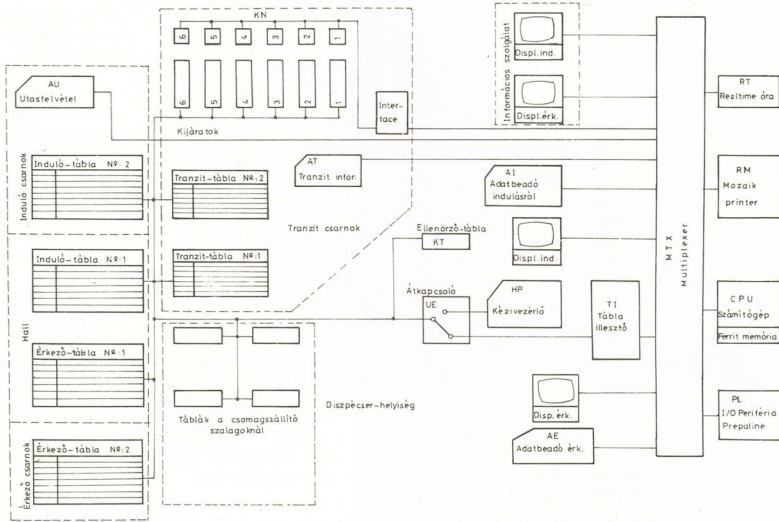 KN
6 5 4 3 2 1
6 5 4 3 2 1
Kijáratok
Inter-
face
AU
Utasfelvétel
Induló csarnok
Induló-tábla Nº: 2
Tranzit-tábla Nº: 2
AT
Tranzit infor.
Tranzit csarnok
Hall
Induló-tábla Nº: 1
Tranzit-tábla Nº: 1
Érkező-tábla Nº: 1
Érkező csarnok
Érkező-tábla Nº: 2
Táblák a csomagszállító
szalagoknál
Diszpécser-helyiség
Információs szolgálat
Displ. ind.
Displ. érk.
AI
Adatbeadó
indulásról
Ellenőrző-tábla
KT
Displ. ind.
Átkapcsoló
UE
HP
Kézivezérlő
TI
Tábla
illesztő
Disp. érk.
AE
Adatbeadó érk.
MTX
Multiplexer
RT
Realtime óra
RM
Mozaik
printer
CPU
Számítógép
Ferrit memória
PL
I/O Periféria
Prepaline